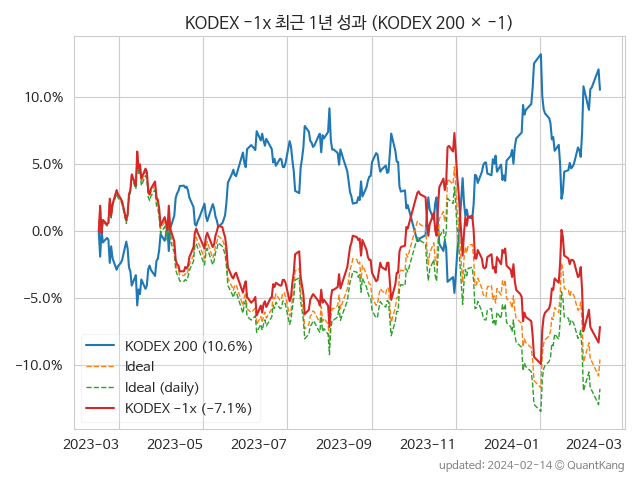 KODEX −1x 최근 1년 성과 (KODEX 200 × −1)
10.0%
5.0%
0.0%
−5.0%
−10.0%
KODEX 200 (10.6%)
Ideal
Ideal (daily)
KODEX −1x (−7.1%)
2023-03 2023-05 2023-07 2023-09 2023-11 2024-01 2024-03
updated: 2024-02-14 © QuantKang